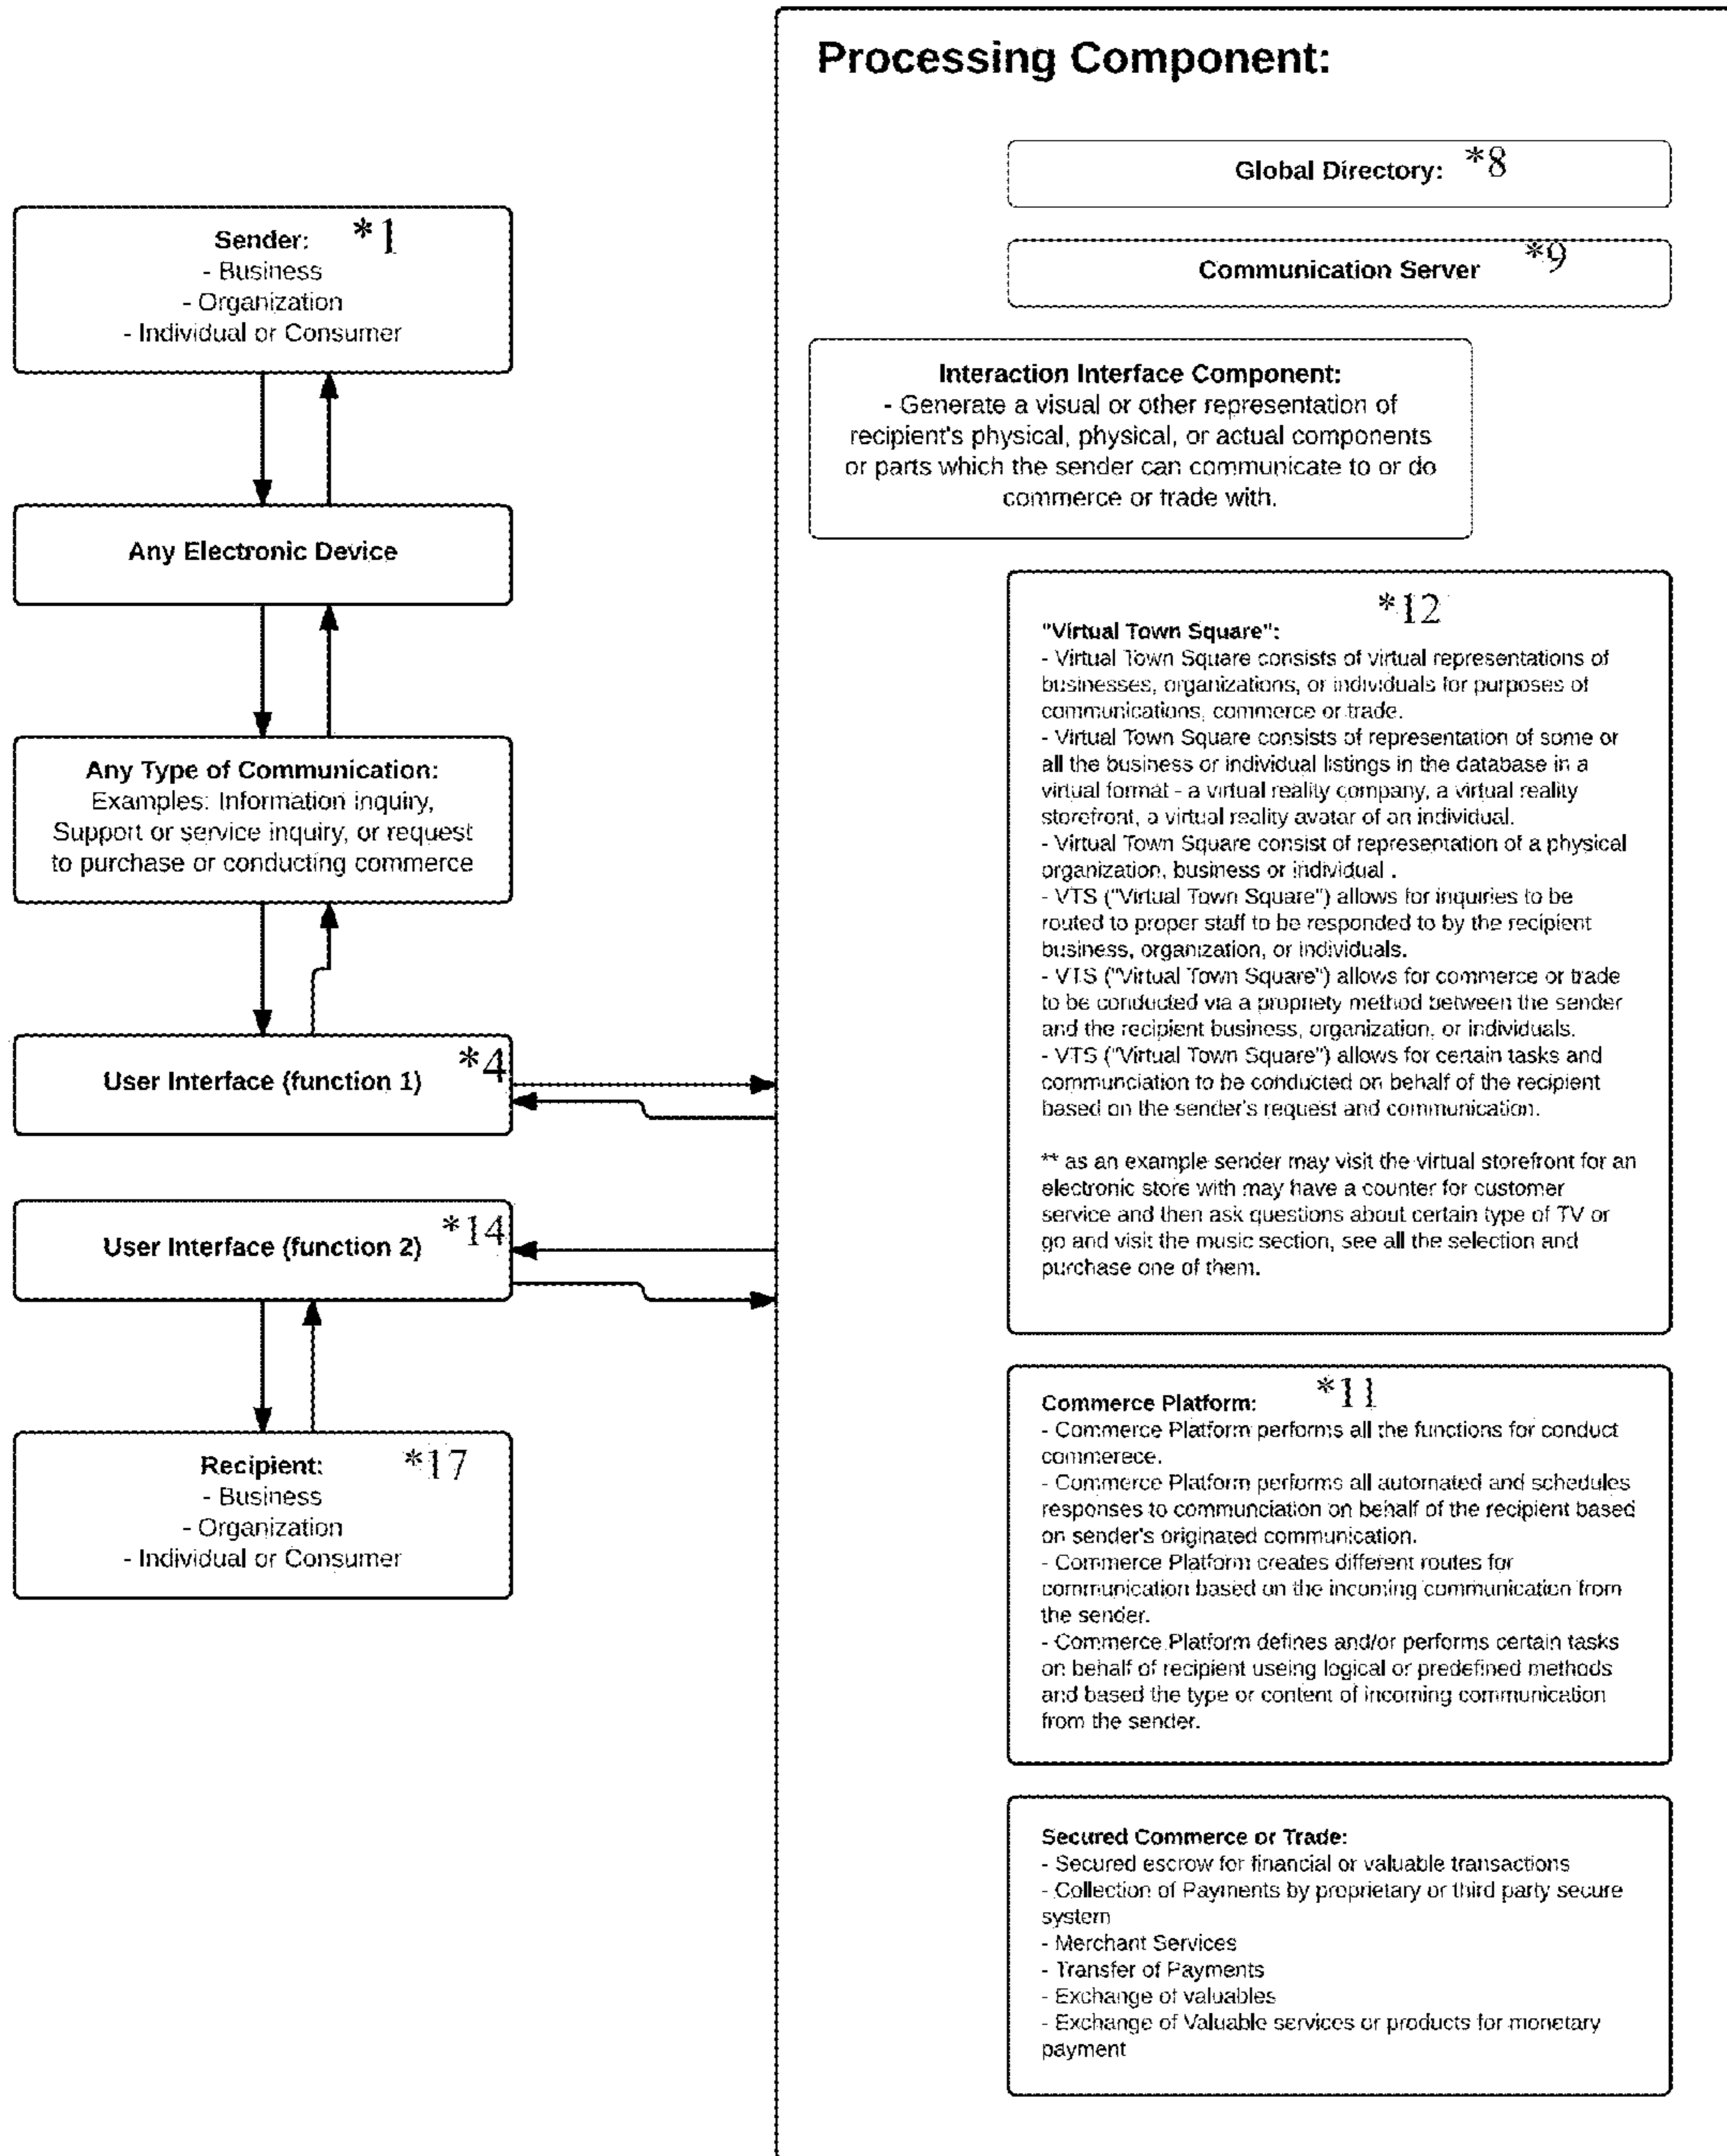 Processing Component:
Global Directory: *8
Communication Server *9
Interaction Interface Component:
- Generate a visual or other representation of
recipient's physical, physical, or actual components
or parts which the sender can communicate to or do
commerce or trade with.
Sender: *1
- Business
- Organization
- Individual or Consumer
Any Electronic Device
Any Type of Communication:
Examples: Information inquiry,
Support or service inquiry, or request
to purchase or conducting commerce
User Interface (function 1) *4
User Interface (function 2) *14
Recipient: *17
- Business
- Organization
- Individual or Consumer
*12
"Virtual Town Square":
- Virtual Town Square consists of virtual representations of
businesses, organizations, or individuals for purposes of
communications, commerce or trade.
- Virtual Town Square consists of representation of some or
all the business or individual listings in the database in a
virtual format - a virtual reality company, a virtual reality
storefront, a virtual reality avatar of an individual.
- Virtual Town Square consist of representation of a physical
organization, business or individual .
- VTS ("Virtual Town Square") allows for inquiries to be
routed to proper staff to be responded to by the recipient
business, organization, or individuals.
- VTS ("Virtual Town Square") allows for commerce or trade
to be conducted via a propriety method between the sender
and the recipient business, organization, or individuals.
- VTS ("Virtual Town Square") allows for certain tasks and
communciation to be conducted on behalf of the recipient
based on the sender's request and communication.
** as an example sender may visit the virtual storefront for an
electronic store with may have a counter for customer
service and then ask questions about certain type of TV or
go and visit the music section, see all the selection and
purchase one of them.
Commerce Platform: *11
- Commerce Platform performs all the functions for conduct
commerece.
- Commerce Platform performs all automated and schedules
responses to communciation on behalf of the recipient based
on sender's originated communication.
- Commerce Platform creates different routes for
communication based on the incoming communication from
the sender.
- Commerce Platform defines and/or performs certain tasks
on behalf of recipient useing logical or predefined methods
and based the type or content of incoming communication
from the sender.
Secured Commerce or Trade:
- Secured escrow for financial or valuable transactions
- Collection of Payments by proprietary or third party secure
system
- Merchant Services
- Transfer of Payments
- Exchange of valuables
- Exchange of Valuable services or products for monetary
payment